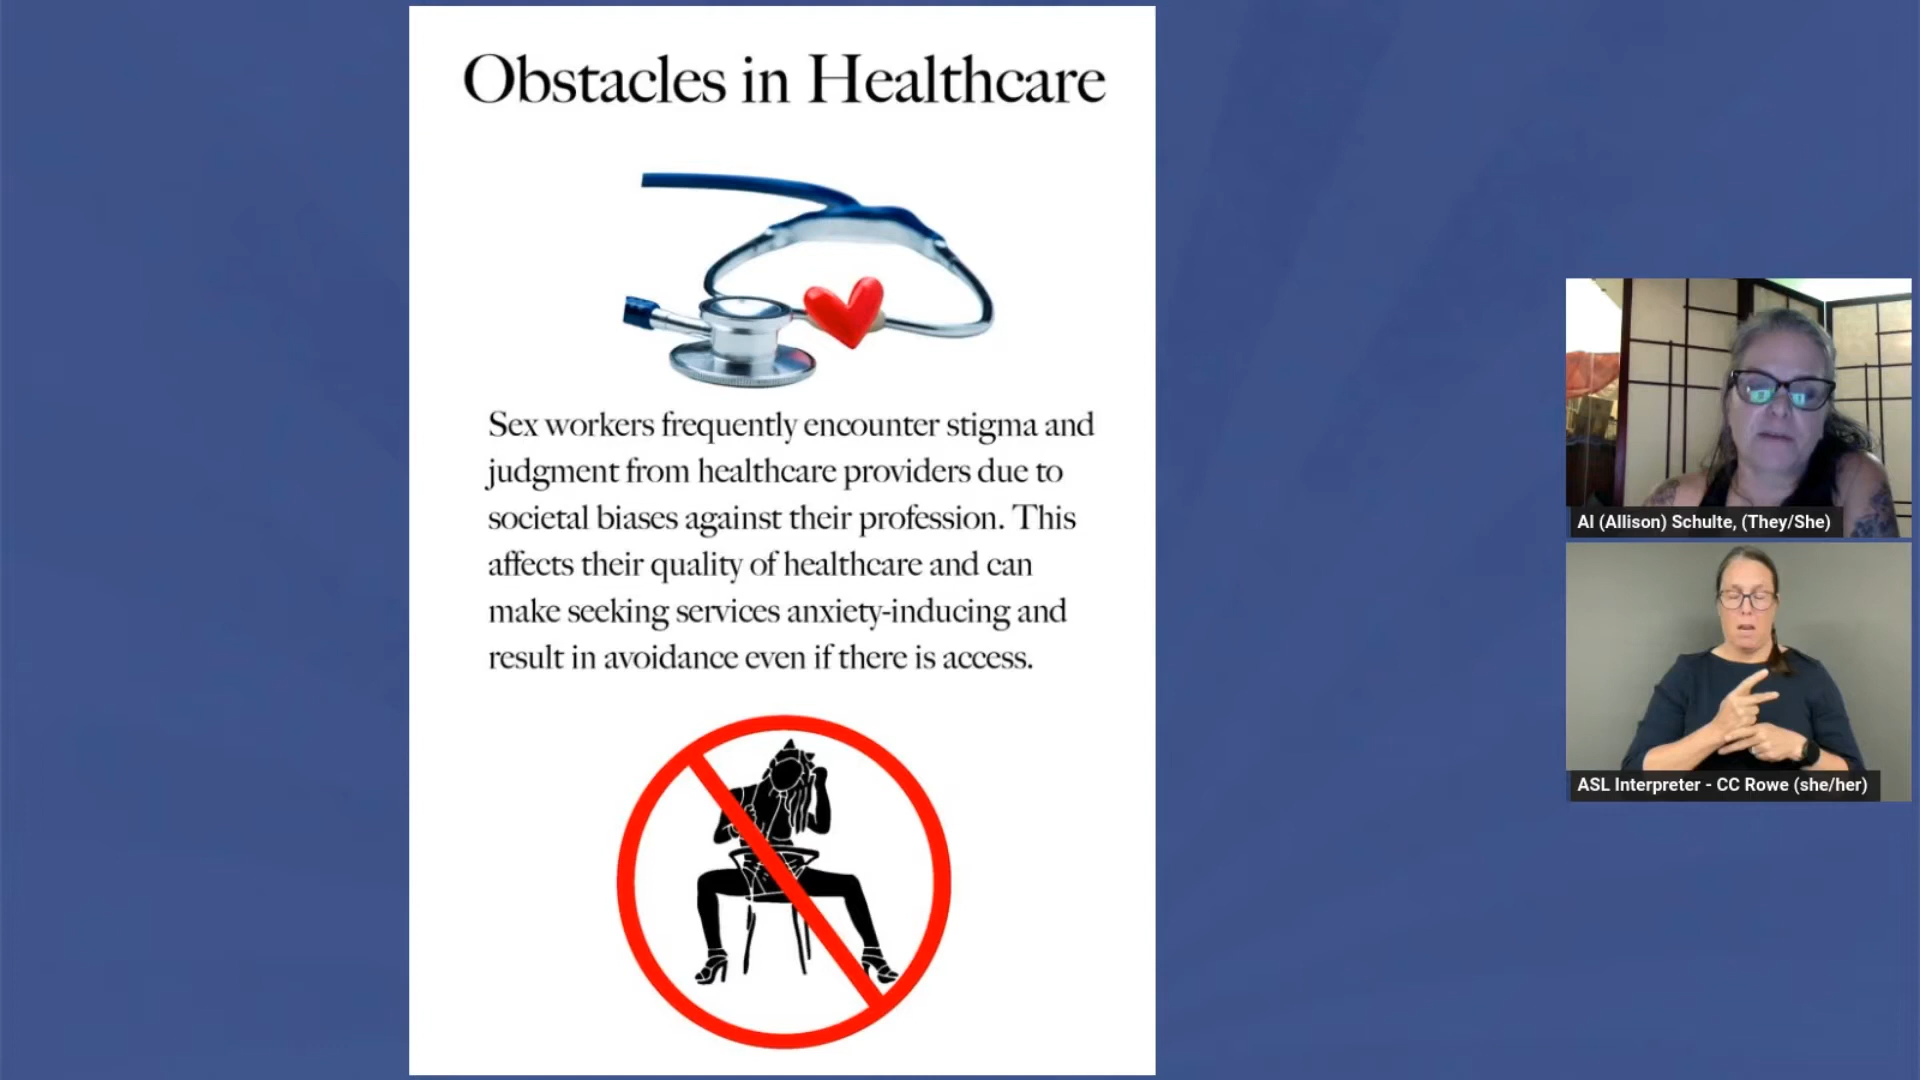 Obstacles in Healthcare
Sex workers frequently encounter stigma and
judgment from healthcare providers due to
societal biases against their profession. This
affects their quality of healthcare and can
make seeking services anxiety-inducing and
result in avoidance even if there is access.
Al (Allison) Schulte, (They/She)
ASL Interpreter - CC Rowe (she/her)